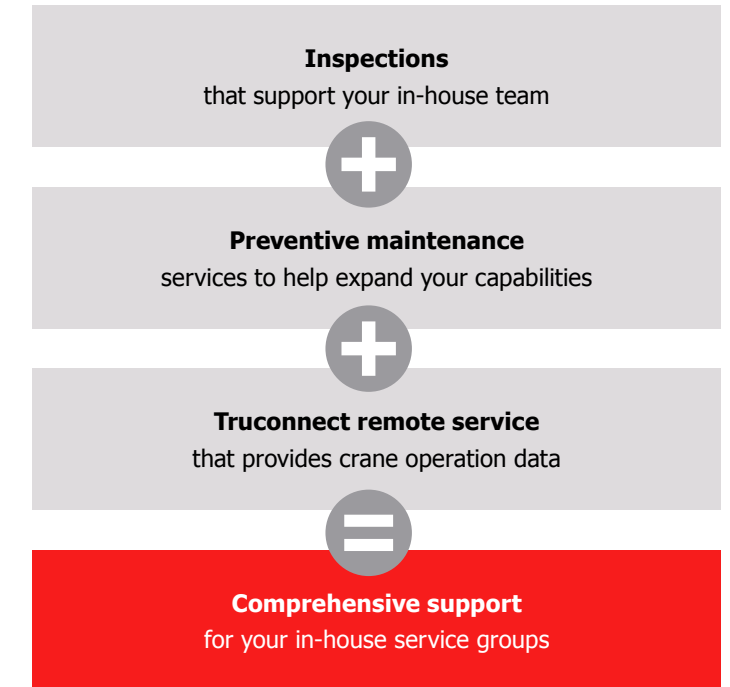 Inspections
that support your in-house team
+
Preventive maintenance
services to help expand your capabilities
+
Truconnect remote service
that provides crane operation data
=
Comprehensive support
for your in-house service groups